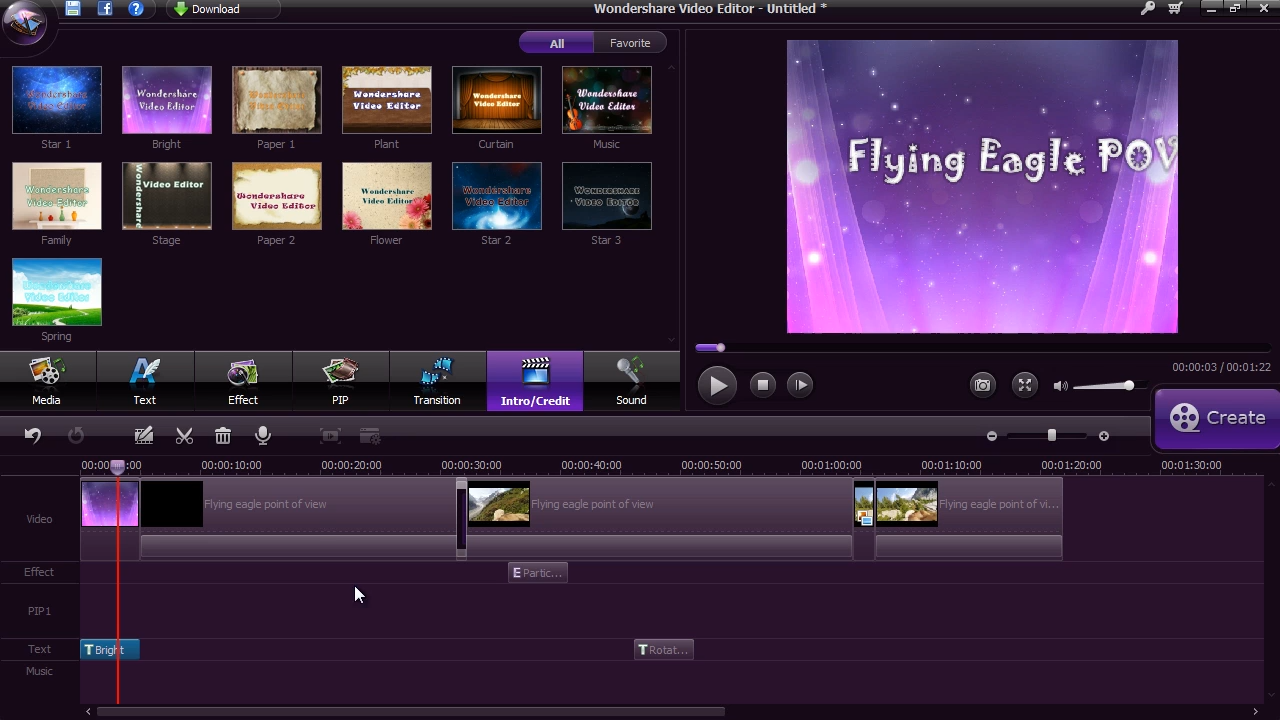 Download
Wondershare Video Editor - Untitled *
All
Favorite
Wondershare
Video Editor
Star 1
Wondershare
Video Editor
Bright
Wondershare
Video Editor
Paper 1
Wondershare
Video Editor
Plant
Wondershare
Video Editor
Curtain
Wondershare
Video Editor
Music
Wondershare
Video Editor
Family
Wondershare
Video Editor
Stage
Wondershare
Video Editor
Paper 2
Wondershare
Video Editor
Flower
Wondershare
Video Editor
Star 2
Wondershare
Video Editor
Star 3
Wondershare
Video Editor
Spring
Flying Eagle POV
00:00:03 / 00:01:22
Media
Text
Effect
PIP
Transition
Intro/Credit
Sound
Create
00:00:10:00
00:00:20:00
00:00:30:00
00:00:40:00
00:00:50:00
00:01:00:00
00:01:10:00
00:01:20:00
00:01:30:00
Video
Flying eagle point of view
Flying eagle point of view
Flying eagle point of vi...
Effect
E Partic...
PIP1
Text
T Bright
T Rotat...
Music